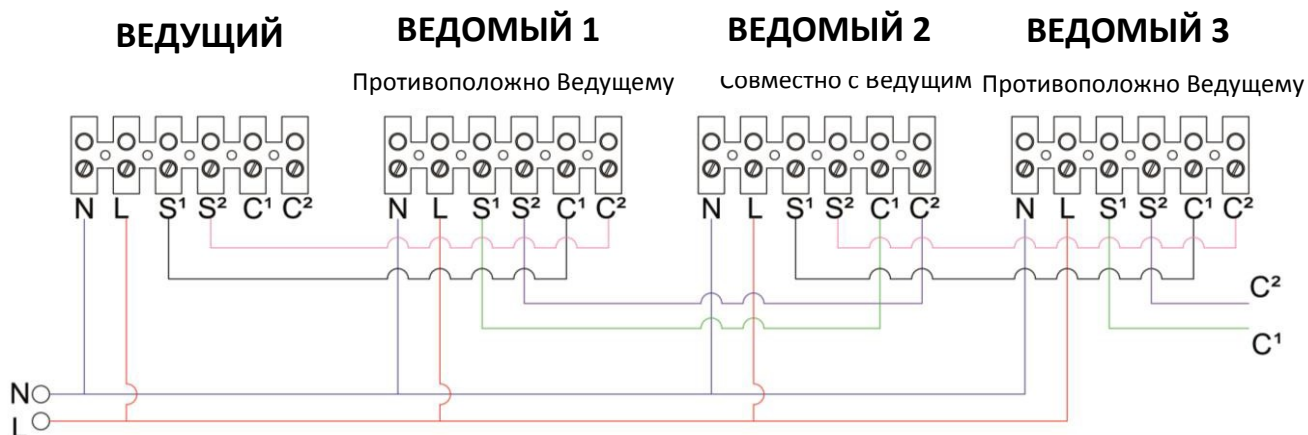 ВЕДУЩИЙ ВЕДОМЫЙ 1 ВЕДОМЫЙ 2 ВЕДОМЫЙ 3
Противоположно Ведущему Совместно с Ведущим Противоположно Ведущему
N L S¹ S² C¹ C² N L S¹ S² C¹ C² N L S¹ S² C¹ C² N L S¹ S² C¹ C²
C²
C¹
N
L